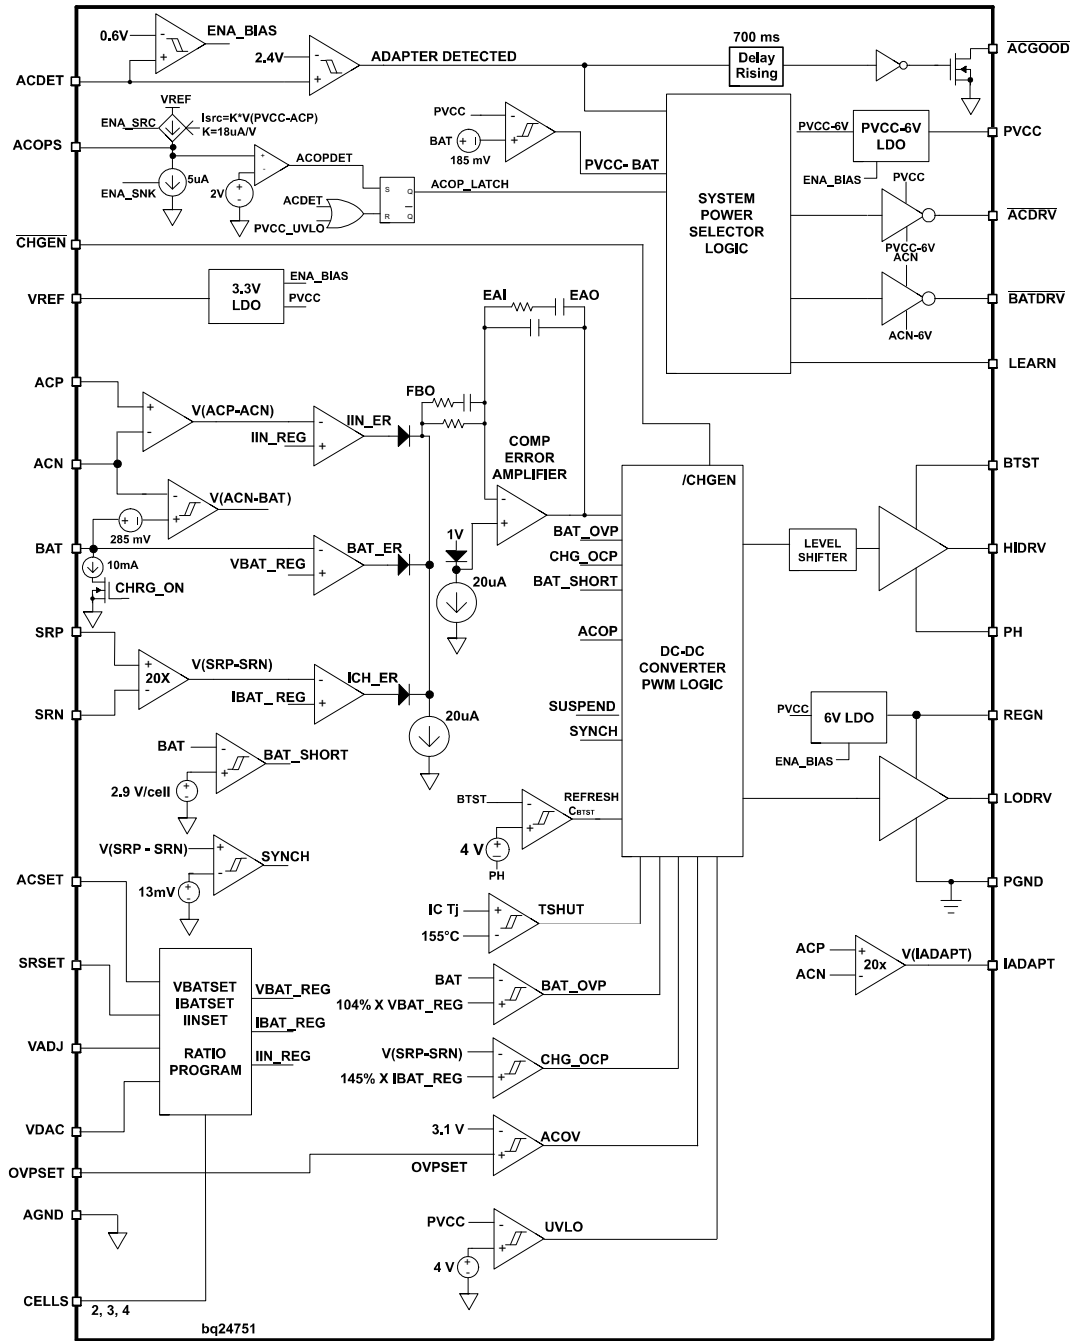 ENA_BIAS
0.6V
2.4V
ADAPTER DETECTED
700 ms
Delay
Rising
ACGOOD
ACDET
VREF
Isrc=K*V(PVCC-ACP)
K=18uA/V
ENA_SRC
ACOPS
PVCC
BAT
185 mV
PVCC- BAT
PVCC-6V
PVCC-6V
LDO
ENA_BIAS
PVCC
ACOPDET
5uA
ENA_SNK
2V
ACDET
PVCC_UVLO
S
R
Q
Q
ACOP_LATCH
SYSTEM
POWER
SELECTOR
LOGIC
PVCC
ACDRV
PVCC-6V
CHGEN
ACN
BATDRV
ACN-6V
LEARN
VREF
3.3V
LDO
ENA_BIAS
PVCC
EAI
EAO
ACP
V(ACP-ACN)
IIN_REG
IIN_ER
FBO
COMP
ERROR
AMPLIFIER
ACN
V(ACN-BAT)
285 mV
BAT
10mA
CHRG_ON
VBAT_REG
BAT_ER
1V
20uA
/CHGEN
BAT_OVP
CHG_OCP
BAT_SHORT
ACOP
DC-DC
CONVERTER
PWM LOGIC
SUSPEND
SYNCH
LEVEL
SHIFTER
BTST
HIDRV
PH
SRP
20X
V(SRP-SRN)
IBAT_REG
ICH_ER
SRN
20uA
PVCC
6V LDO
ENA_BIAS
REGN
LODRV
PGND
BAT
BAT_SHORT
2.9 V/cell
BTST
REFRESH
CBTST
4 V
PH
V(SRP - SRN)
SYNCH
13mV
ACSET
IC Tj
155°C
TSHUT
ACP
ACN
20x
V(IADAPT)
IADAPT
SRSET
VBATSET
IBATSET
IINSET
RATIO
PROGRAM
VBAT_REG
IBAT_REG
IIN_REG
BAT
104% X VBAT_REG
BAT_OVP
VADJ
V(SRP-SRN)
145% X IBAT_REG
CHG_OCP
VDAC
3.1 V
ACOV
OVPSET
OVPSET
AGND
PVCC
UVLO
4 V
CELLS
2, 3, 4
bq24751